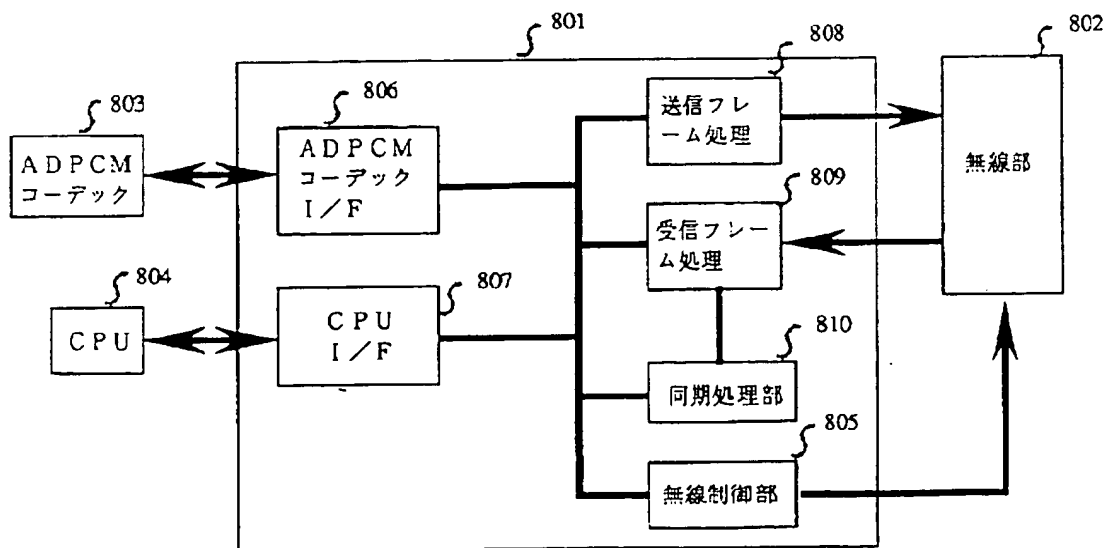 801
802
808
803
806
送信フレ
ーム処理
ADPCM
コーデック
ADPCM
コーデック
I/F
無線部
809
受信フレー
ム処理
804
807
CPU
CPU
I/F
810
同期処理部
805
無線制御部